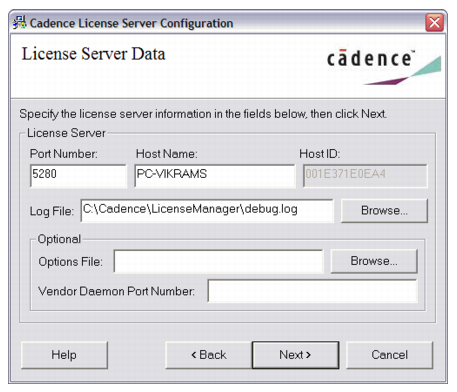 Cadence License Server Configuration
License Server Data
cādence™
Specify the license server information in the fields below, then click Next.
License Server
Port Number: Host Name: Host ID:
5280 PC-VIKRAMS 001E371E0EA4
Log File: C:\Cadence\LicenseManager\debug.log Browse...
Optional
Options File: Browse...
Vendor Daemon Port Number:
Help < Back Next > Cancel